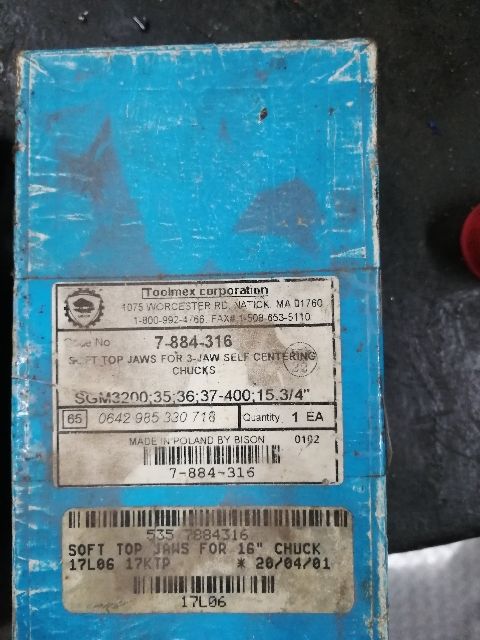 Toolmex corporation
1075 WORCESTER RD, NATICK, MA 01760
1-800-992-4766, FAX# 1-508-653-5110
Code No 7-884-316
SOFT TOP JAWS FOR 3-JAW SELF CENTERING
CHUCKS
SGM3200;35;36;37-400;15.3/4"
65 0642 985 330 718 Quantity 1 EA
MADE IN POLAND BY BISON 0102
7-884-316
535 7884316
SOFT TOP JAWS FOR 16" CHUCK
17L06 17KTP * 20/04/01
17L06